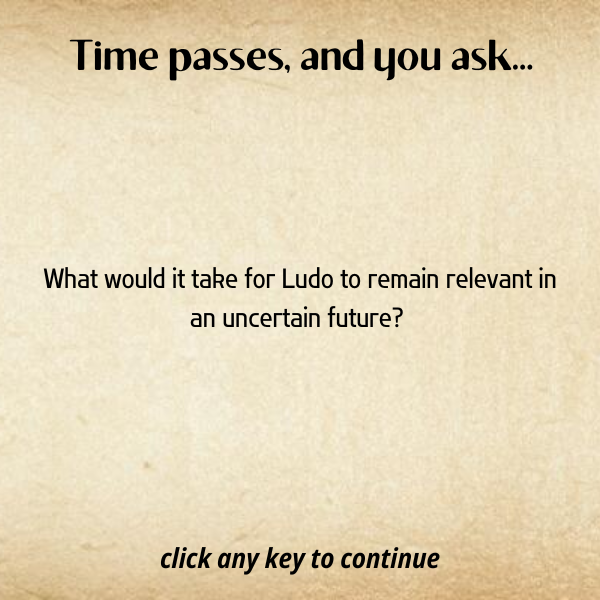 Time passes, and you ask...
What would it take for Ludo to remain relevant in
an uncertain future?
click any key to continue